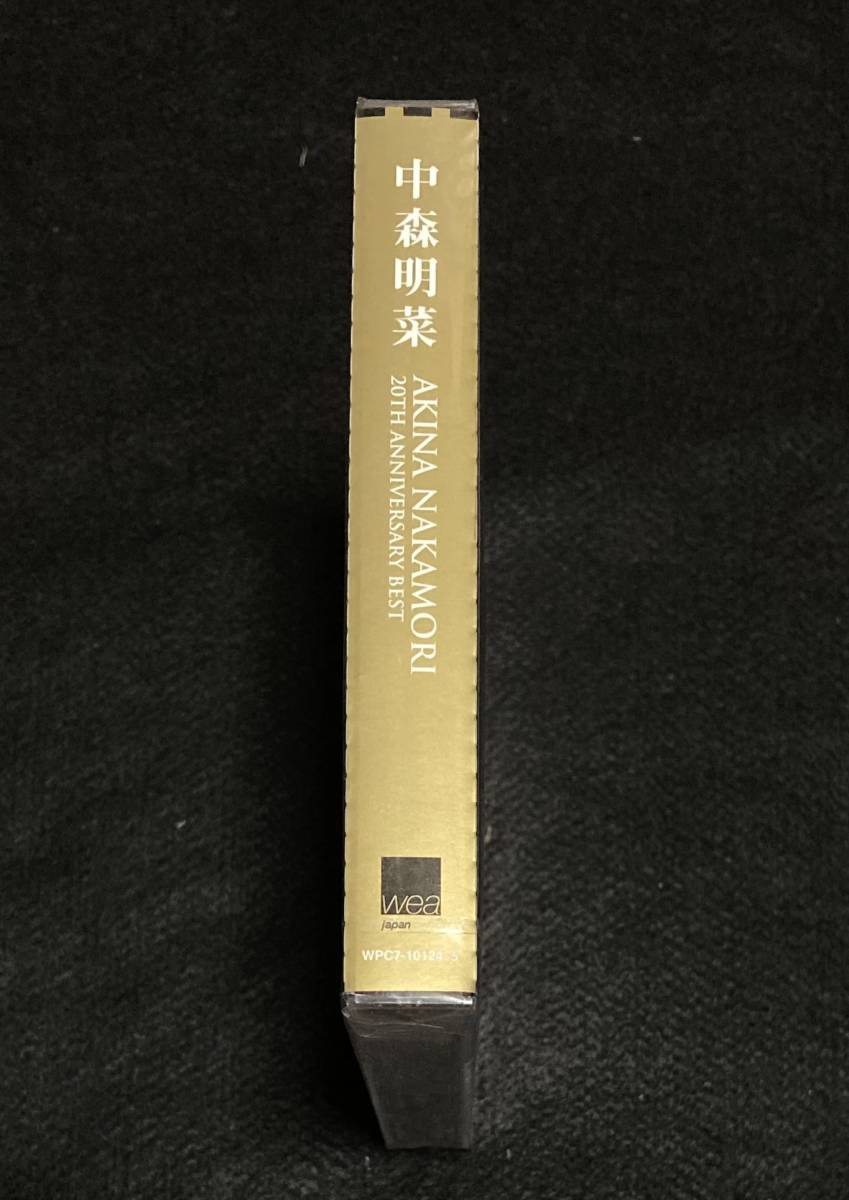 中森明菜
AKINA NAKAMORI
20TH ANNIVERSARY BEST
wea
japan
WPC7-10124~5